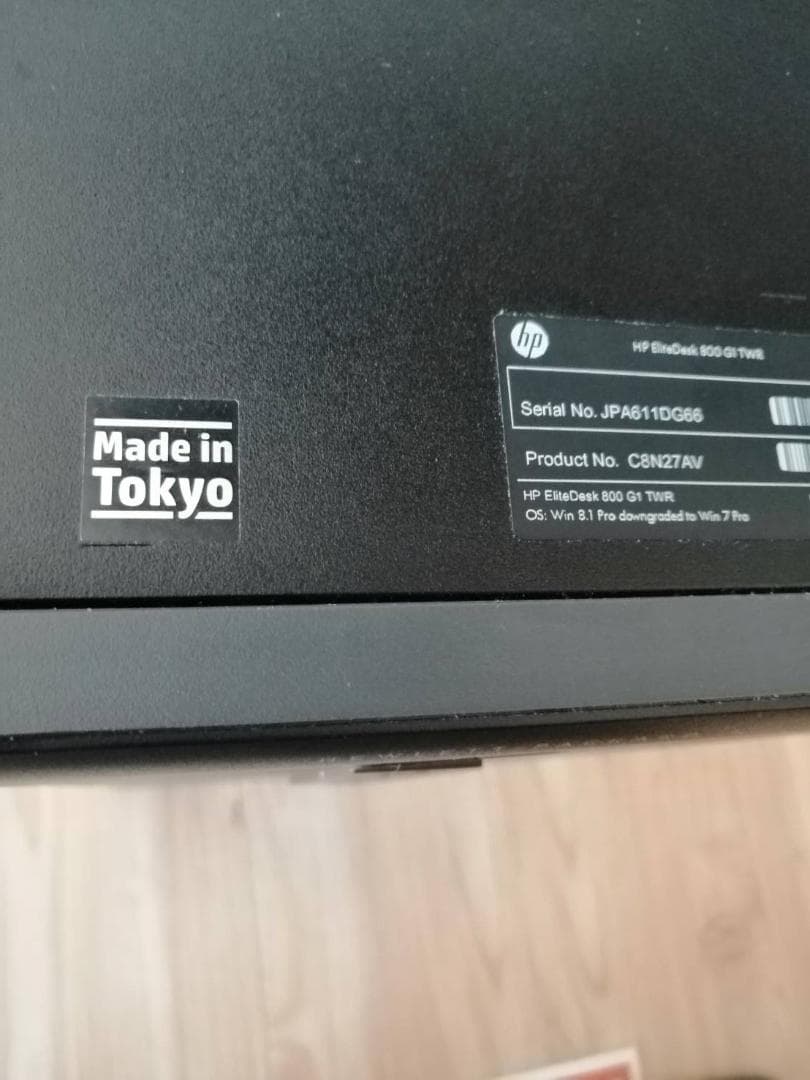 hp
HP EliteDesk 800 G1 TWR
Serial No. JPA611DG66
Product No. C8N27AV
HP EliteDesk 800 G1 TWR
OS: Win 8.1 Pro downgraded to Win 7 Pro
Made in
Tokyo